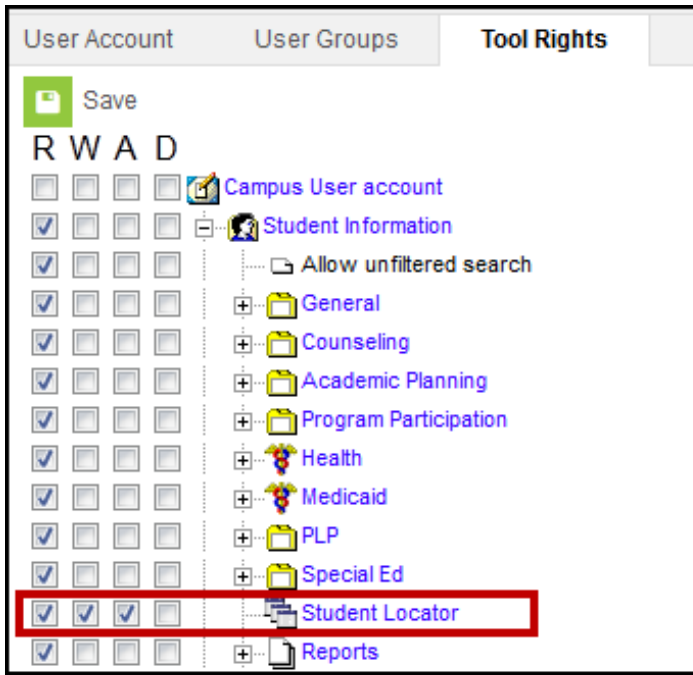 User Account User Groups Tool Rights
Save
R W A D
Campus User account
Student Information
Allow unfiltered search
General
Counseling
Academic Planning
Program Participation
Health
Medicaid
PLP
Special Ed
Student Locator
Reports